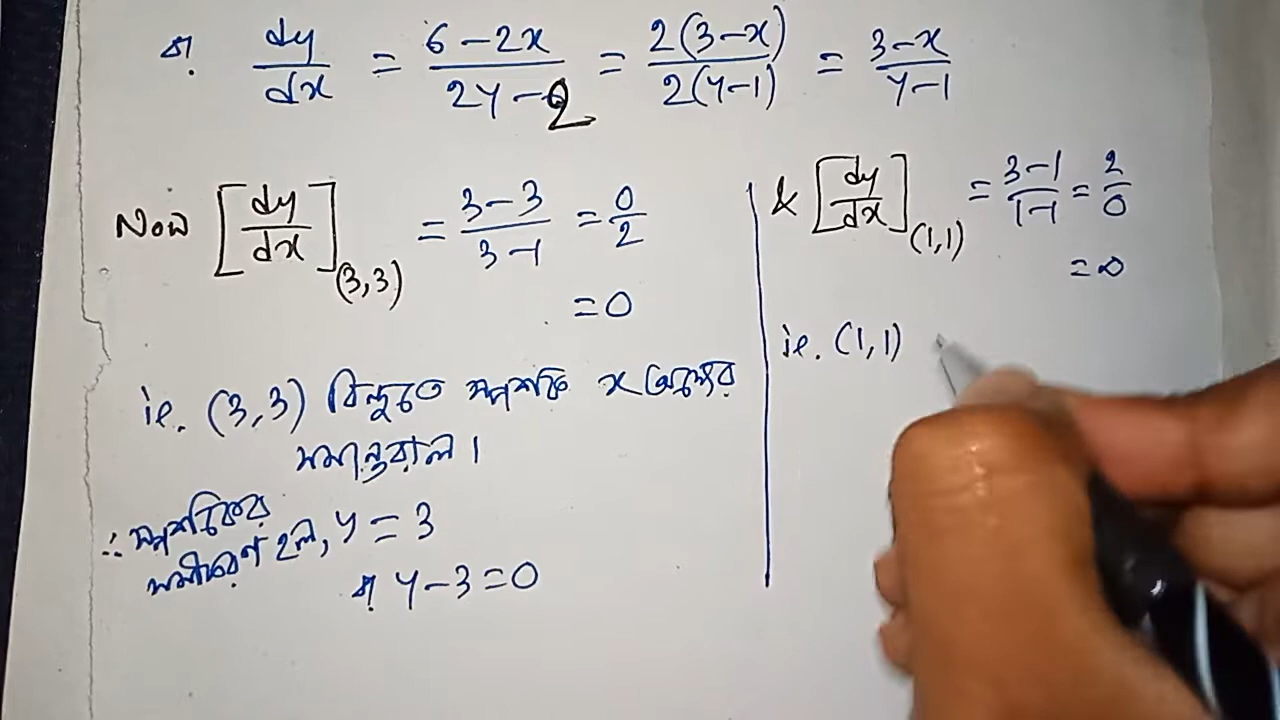 বা, dy/dx = (6-2x)/(2y-2) = 2(3-x)/2(y-1) = (3-x)/(y-1)
Now [dy/dx](3,3) = (3-3)/(3-1) = 0/2
= 0
ie. (3,3) বিন্দুতে স্পর্শকটি x অক্ষের
সমান্তরাল।
∴ স্পর্শকের
সমীকরণ হল, y = 3
বা, y-3=0
& [dy/dx](1,1) = (3-1)/(1-1) = 2/0
= ∞
ie. (1,1)